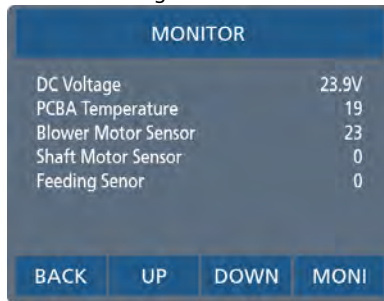 MONITOR
DC Voltage 23.9V
PCBA Temperature 19
Blower Motor Sensor 23
Shaft Motor Sensor 0
Feeding Senor 0
BACK UP DOWN MONI